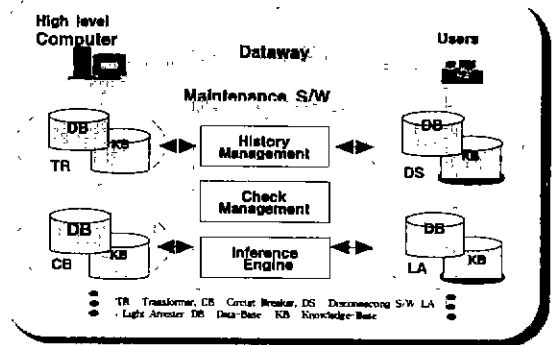 High level
Computer
Dataway
Users
Maintenance S/W
DB
KB
TR
History
Management
DB
KB
DS
Check
Management
DB
KB
CB
Inference
Engine
DB
KB
LA
TR Transformer, CB Circuit Breaker, DS Disconnecting S/W LA
Light Arrester DB Data-Base KB Knowledge-Base